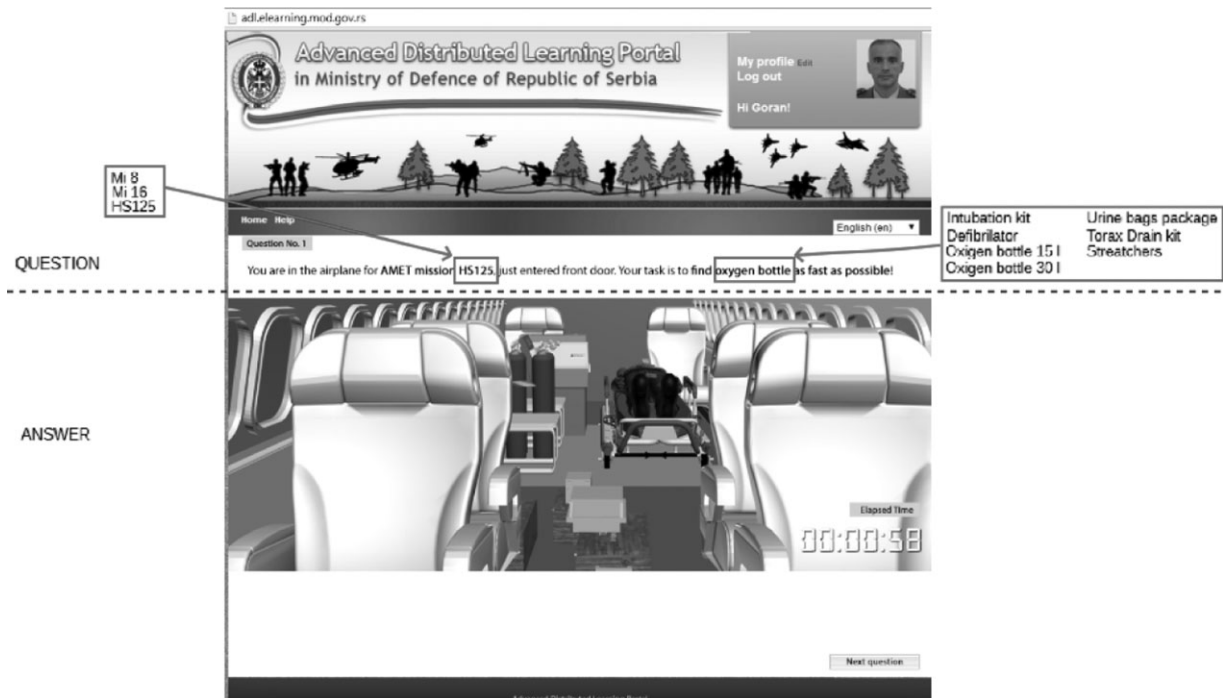 adl.elearning.mod.gov.rs
Advanced Distributed Learning Portal
in Ministry of Defence of Republic of Serbia
My profile Edit
Log out
Hi Goran!
Mi 8
Mi 16
HS125
Home Help
English (en)
Intubation kit
Defibrilator
Oxigen bottle 15 l
Oxigen bottle 30 l
Urine bags package
Torax Drain kit
Streatchers
QUESTION
Question No. 1
You are in the airplane for AMET mission HS125, just entered front door. Your task is to find oxygen bottle as fast as possible!
ANSWER
Elapsed Time
00:00:58
Next question
Advanced Distributed Learning Portal